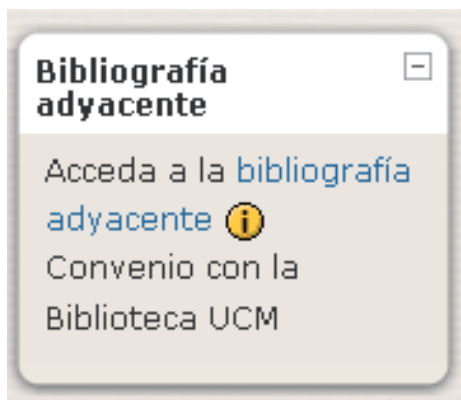 Bibliografía
adyacente
Acceda a la bibliografía
adyacente
Convenio con la
Biblioteca UCM